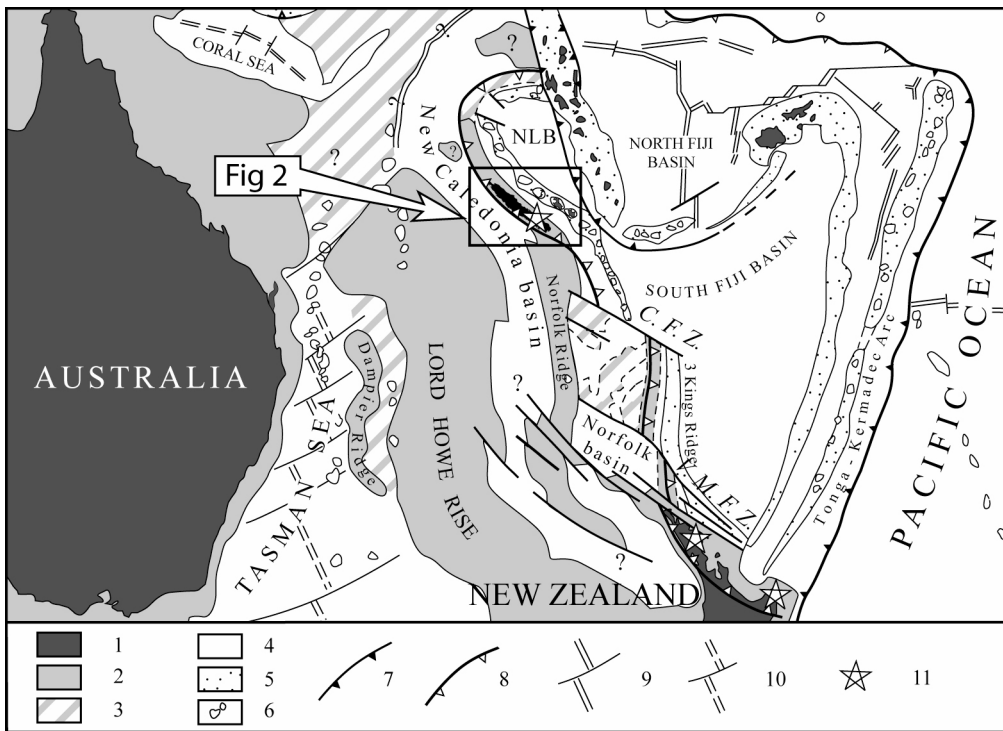 CORAL SEA
?
?
?
?
NLB
NORTH FIJI
BASIN
Fig 2
New Caledonia basin
SOUTH FIJI BASIN
C. F. Z.
Norfolk Ridge
3 Kings Ridge
AUSTRALIA
Dampier Ridge
LORD HOWE RISE
TASMAN SEA
?
Norfolk
basin
M. F. Z.
Tonga - Kermadec Arc
PACIFIC OCEAN
?
NEW ZEALAND
1
2
3
4
5
6
7
8
9
10
11